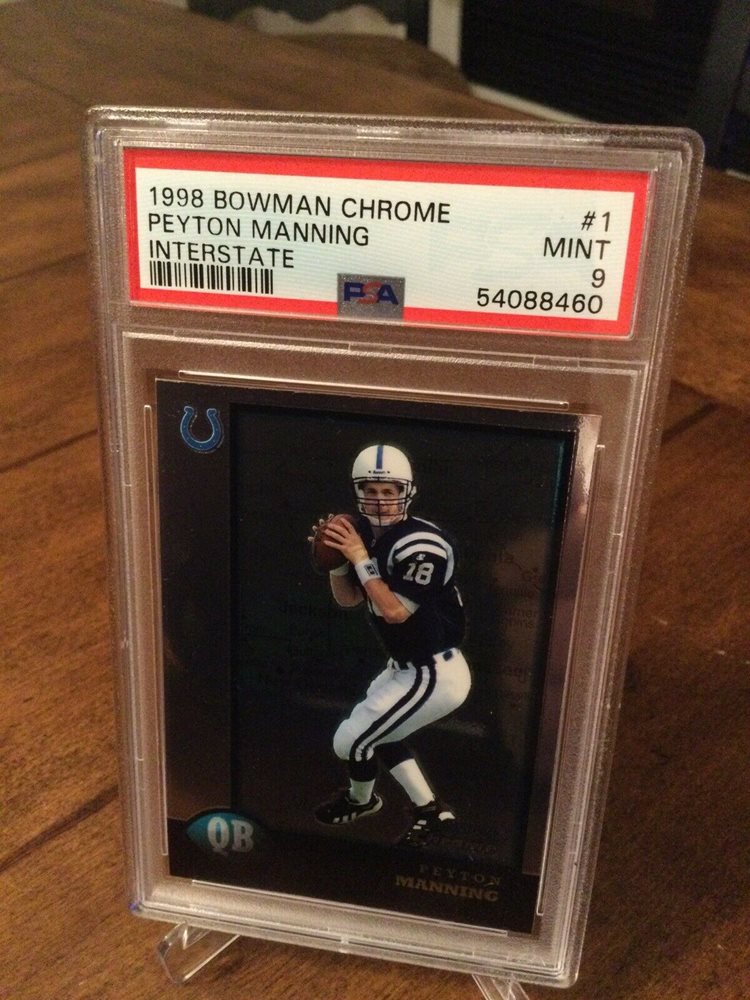 1998 BOWMAN CHROME #1
PEYTON MANNING MINT
INTERSTATE 9
PSA 54088460
18
QB
PEYTON
MANNING